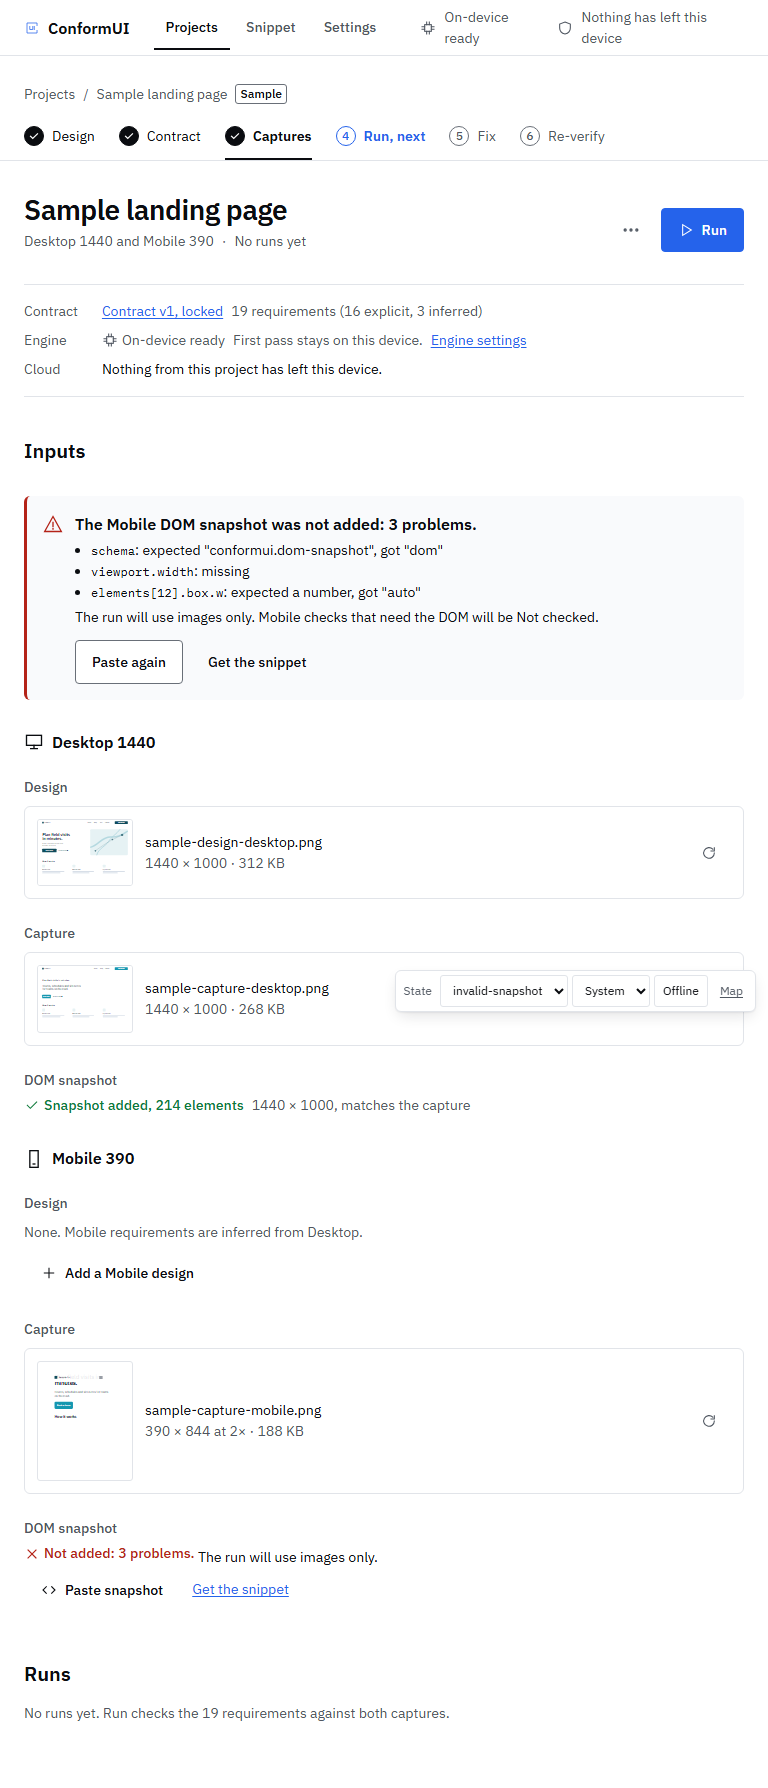 ConformUI
Projects
Snippet
Settings
On-device ready
Nothing has left this device
Projects / Sample landing page Sample
Design
Contract
Captures
4 Run, next
5 Fix
6 Re-verify
Sample landing page
Desktop 1440 and Mobile 390 · No runs yet
Run
Contract Contract v1, locked 19 requirements (16 explicit, 3 inferred)
Engine On-device ready First pass stays on this device. Engine settings
Cloud Nothing from this project has left this device.
Inputs
The Mobile DOM snapshot was not added: 3 problems.
schema: expected "conformui.dom-snapshot", got "dom"
viewport.width: missing
elements[12].box.w: expected a number, got "auto"
The run will use images only. Mobile checks that need the DOM will be Not checked.
Paste again
Get the snippet
Desktop 1440
Design
Plan field visits
in minutes.
sample-design-desktop.png
1440 × 1000 · 312 KB
Capture
sample-capture-desktop.png
1440 × 1000 · 268 KB
State invalid-snapshot System Offline Map
DOM snapshot
Snapshot added, 214 elements 1440 × 1000, matches the capture
Mobile 390
Design
None. Mobile requirements are inferred from Desktop.
Add a Mobile design
Capture
minutes.
How it works
sample-capture-mobile.png
390 × 844 at 2× · 188 KB
DOM snapshot
Not added: 3 problems. The run will use images only.
Paste snapshot
Get the snippet
Runs
No runs yet. Run checks the 19 requirements against both captures.